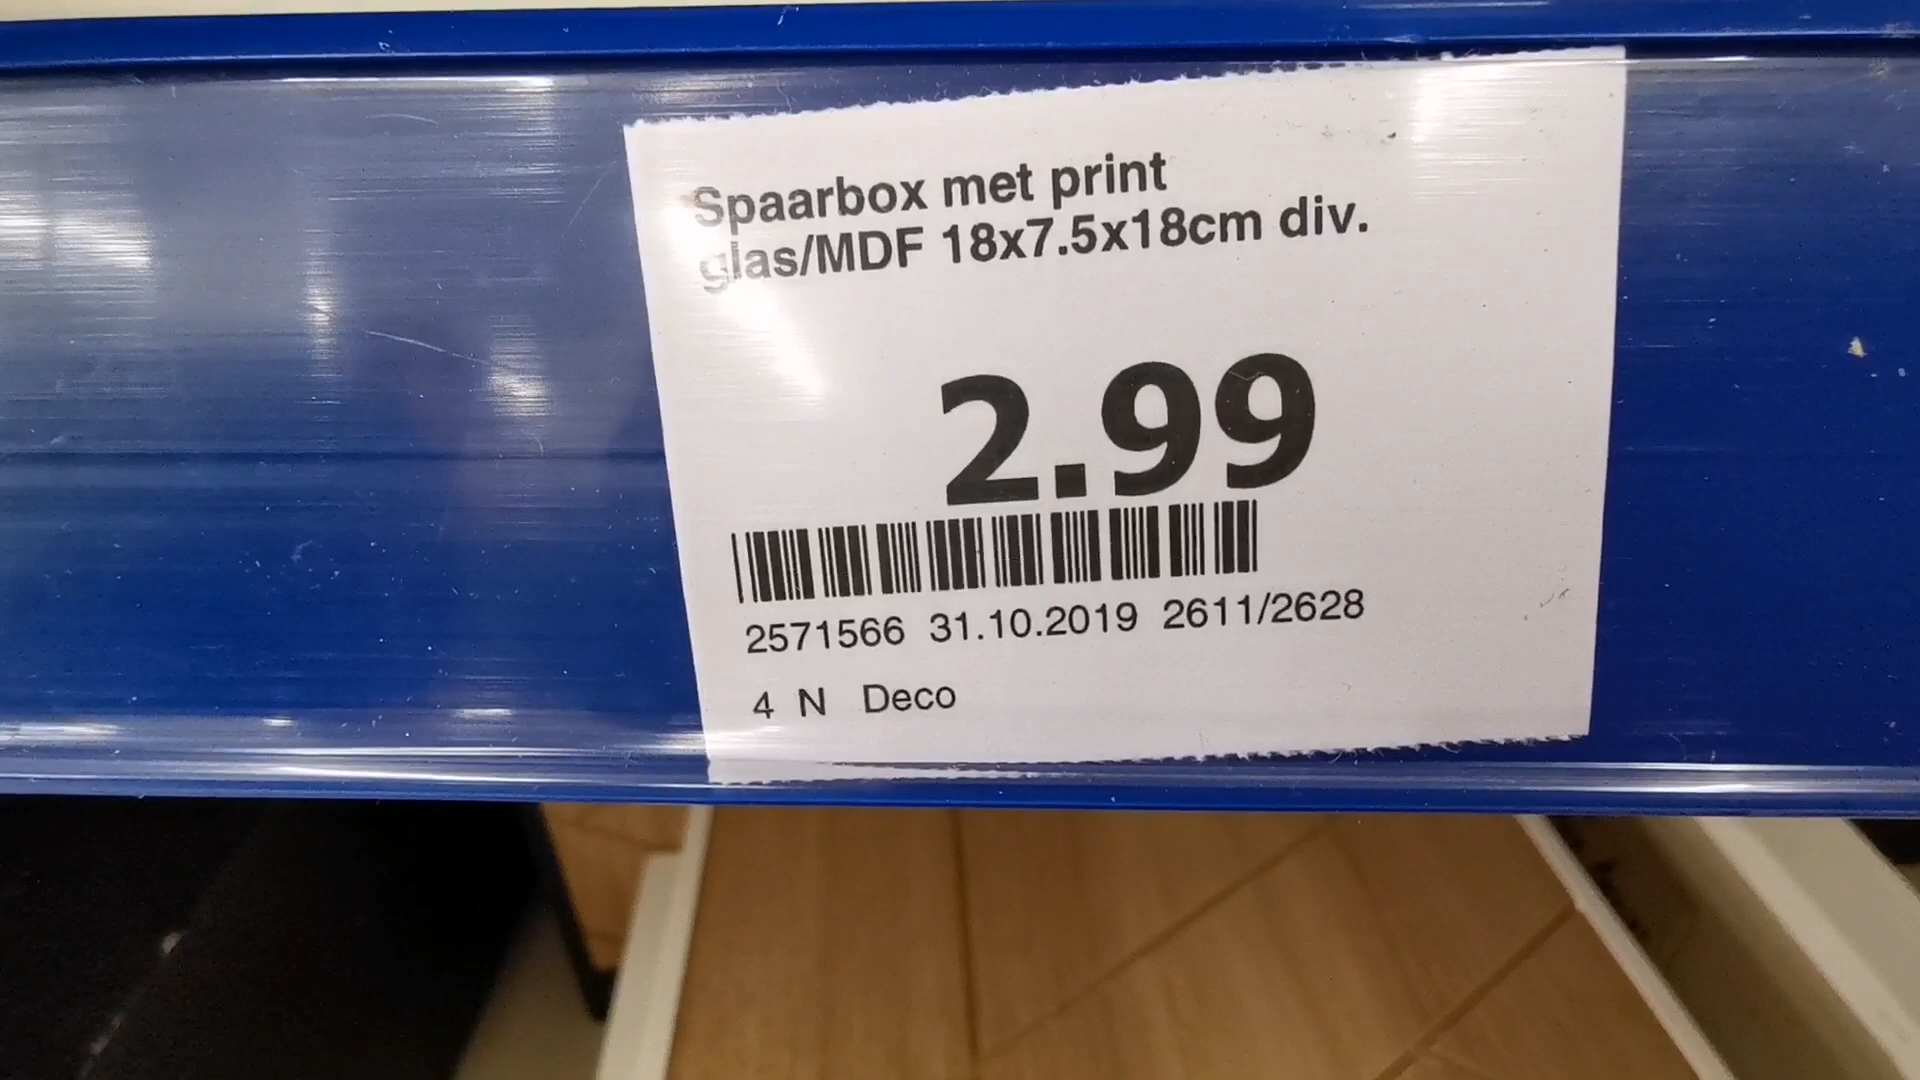 Spaarbox met print
glas/MDF 18x7.5x18cm div.
2.99
2571566 31.10.2019 2611/2628
4 N Deco